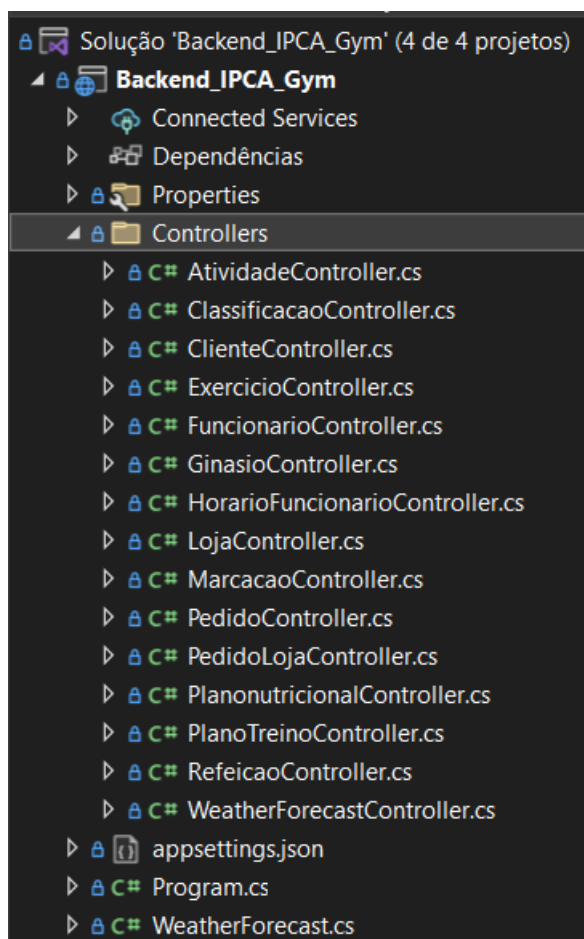 Solução 'Backend_IPCA_Gym' (4 de 4 projetos)
Backend_IPCA_Gym
Connected Services
Dependências
Properties
Controllers
C# AtividadeController.cs
C# ClassificacaoController.cs
C# ClienteController.cs
C# ExercicioController.cs
C# FuncionarioController.cs
C# GinasioController.cs
C# HorarioFuncionarioController.cs
C# LojaController.cs
C# MarcacaoController.cs
C# PedidoController.cs
C# PedidoLojaController.cs
C# PlanonutricionalController.cs
C# PlanoTreinoController.cs
C# RefeicaoController.cs
C# WeatherForecastController.cs
appsettings.json
C# Program.cs
C# WeatherForecast.cs